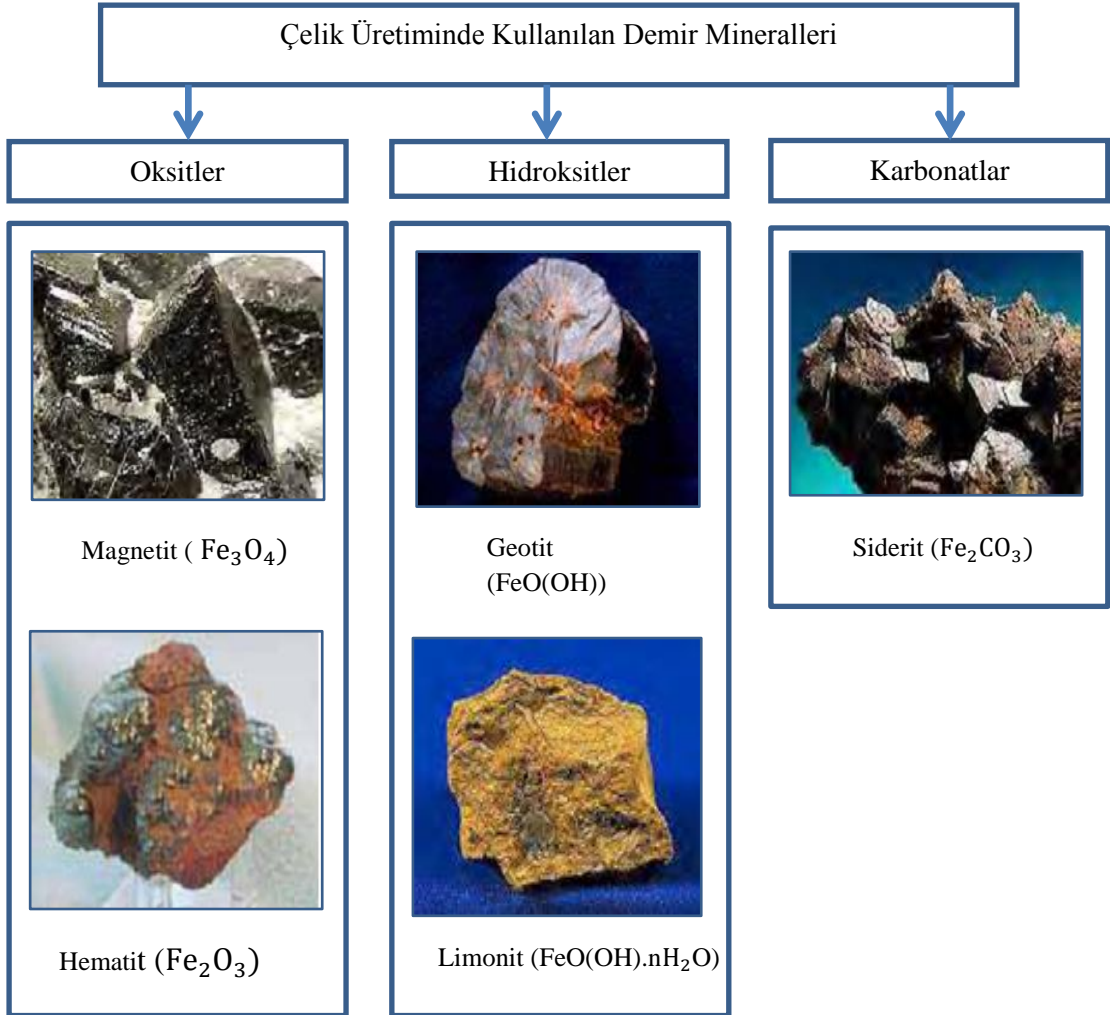 Çelik Üretiminde Kullanılan Demir Mineralleri
Oksitler
Hidroksitler
Karbonatlar
Magnetit ( Fe₃O₄)
Hematit (Fe₂O₃)
Geotit
(FeO(OH))
Limonit (FeO(OH).nH₂O)
Siderit (Fe₂CO₃)